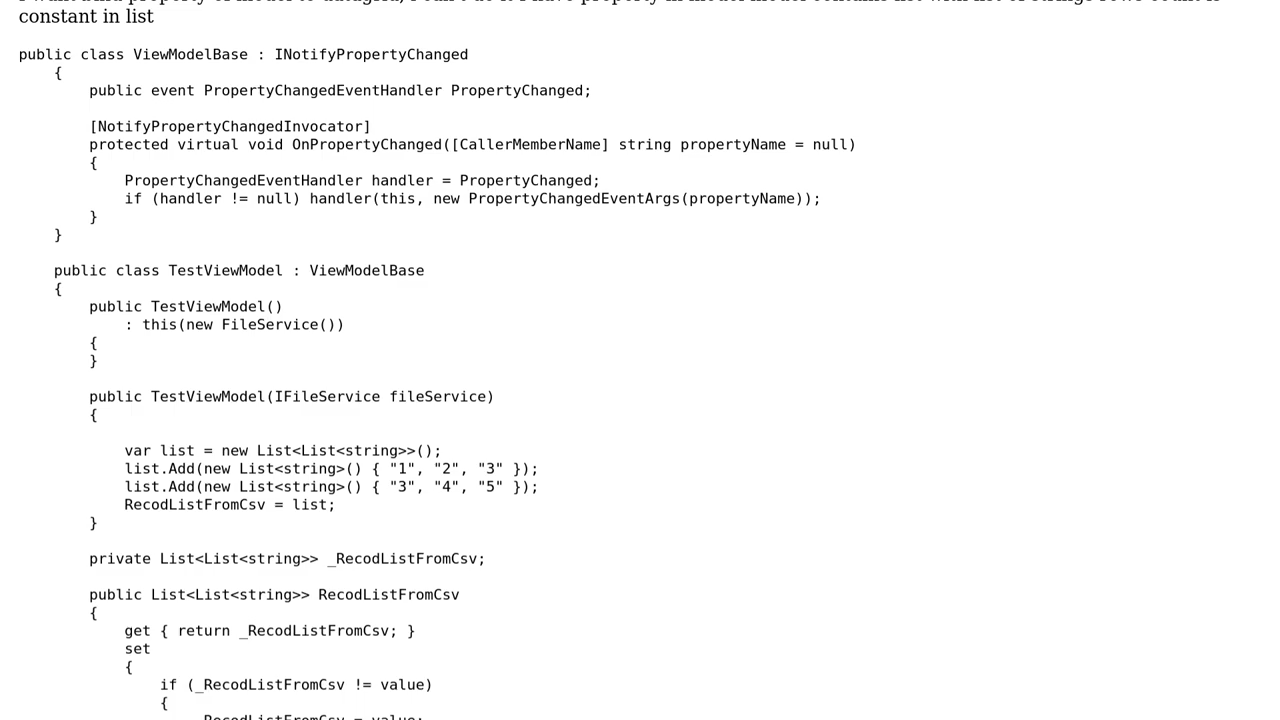 constant in list
public class ViewModelBase : INotifyPropertyChanged
{
public event PropertyChangedEventHandler PropertyChanged;
[NotifyPropertyChangedInvocator]
protected virtual void OnPropertyChanged([CallerMemberName] string propertyName = null)
{
PropertyChangedEventHandler handler = PropertyChanged;
if (handler != null) handler(this, new PropertyChangedEventArgs(propertyName));
}
}
public class TestViewModel : ViewModelBase
{
public TestViewModel()
: this(new FileService())
{
}
public TestViewModel(IFileService fileService)
{
var list = new List<List<string>>();
list.Add(new List<string>() { "1", "2", "3" });
list.Add(new List<string>() { "3", "4", "5" });
RecodListFromCsv = list;
}
private List<List<string>> _RecodListFromCsv;
public List<List<string>> RecodListFromCsv
{
get { return _RecodListFromCsv; }
set
{
if (_RecodListFromCsv != value)
{
_RecodListFromCsv = value;